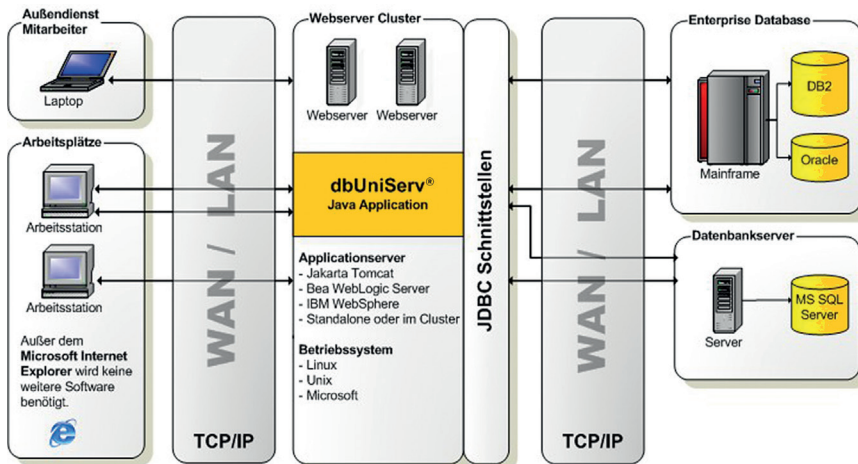 Außendienst
Mitarbeiter
Laptop
Arbeitsplätze
Arbeitsstation
Arbeitsstation
Außer dem
Microsoft Internet
Explorer wird keine
weitere Software
benötigt.
WAN / LAN
TCP/IP
Webserver Cluster
Webserver
Webserver
dbUniServ®
Java Application
Applicationserver
- Jakarta Tomcat
- Bea WebLogic Server
- IBM WebSphere
- Standalone oder im Cluster
Betriebssystem
- Linux
- Unix
- Microsoft
JDBC Schnittstellen
WAN / LAN
TCP/IP
Enterprise Database
Mainframe
DB2
Oracle
Datenbankserver
Server
MS SQL
Server